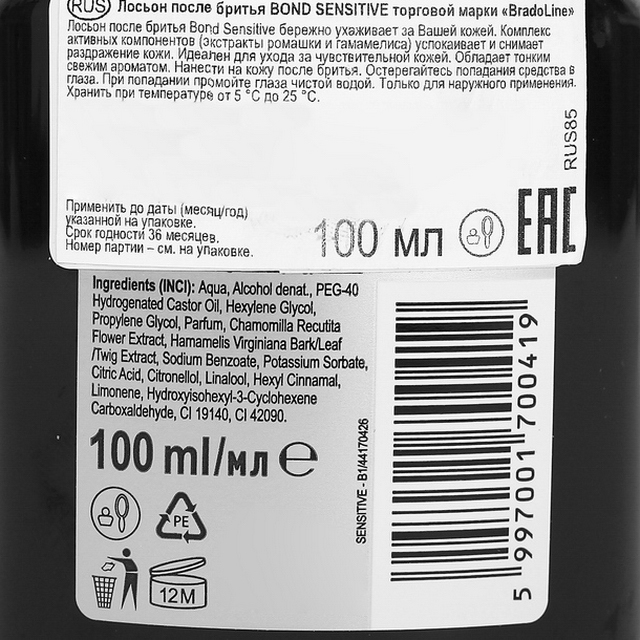 RUS Лосьон после бритья BOND SENSITIVE торговой марки «BradoLine»
Лосьон после бритья Bond Sensitive бережно ухаживает за Вашей кожей. Комплекс
активных компонентов (экстракты ромашки и гамамелиса) успокаивает и снимает
раздражение кожи. Идеален для ухода за чувствительной кожей. Обладает тонким
свежим ароматом. Нанести на кожу после бритья. Остерегайтесь попадания средства в
глаза. При попадании промойте глаза чистой водой. Только для наружного применения.
Хранить при температуре от 5 °C до 25 °C.
RUS85
Применить до даты (месяц/год)
указанной на упаковке.
Срок годности 36 месяцев.
Номер партии – см. на упаковке.
100 мл
EAC
Ingredients (INCI): Aqua, Alcohol denat., PEG-40
Hydrogenated Castor Oil, Hexylene Glycol,
Propylene Glycol, Parfum, Chamomilla Recutita
Flower Extract, Hamamelis Virginiana Bark/Leaf
/Twig Extract, Sodium Benzoate, Potassium Sorbate,
Citric Acid, Citronellol, Linalool, Hexyl Cinnamal,
Limonene, Hydroxyisohexyl-3-Cyclohexene
Carboxaldehyde, CI 19140, CI 42090.
100 ml/мл ℮
PE
12M
SENSITIVE - B1/44170426
5 997001 700419